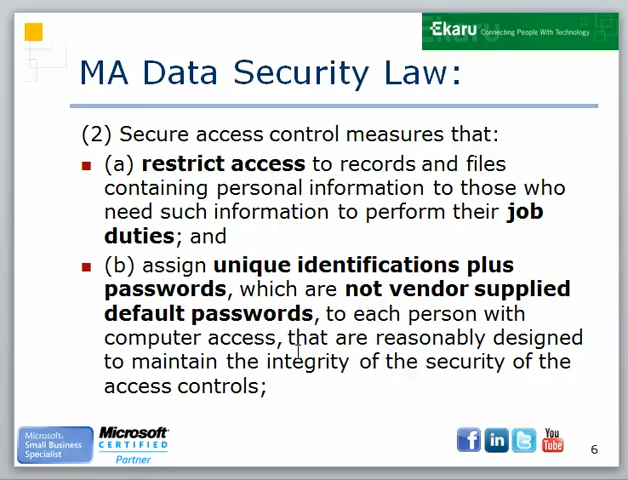 Ekaru Connecting People With Technology
MA Data Security Law:
(2) Secure access control measures that:
(a) restrict access to records and files
containing personal information to those who
need such information to perform their job
duties; and
(b) assign unique identifications plus
passwords, which are not vendor supplied
default passwords, to each person with
computer access, that are reasonably designed
to maintain the integrity of the security of the
access controls;
Microsoft
Small Business
Specialist
Microsoft
CERTIFIED
Partner
You
Tube
6